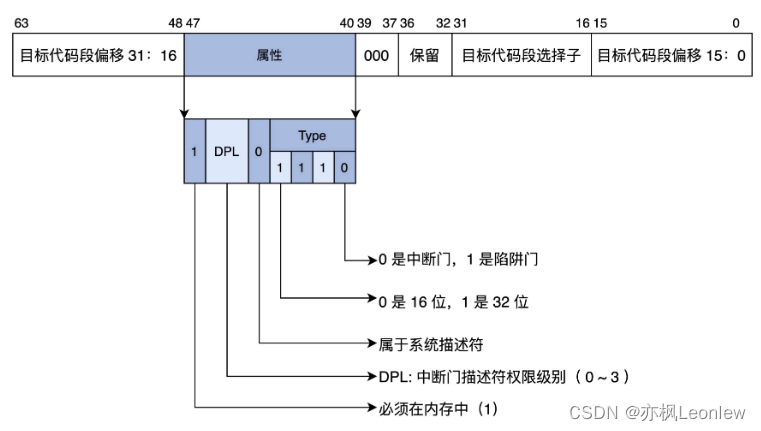 63 48 47 40 39 37 36 32 31 16 15 0
目标代码段偏移 31：16 属性 000 保留 目标代码段选择子 目标代码段偏移 15：0
Type
1 DPL 0
1 1 1 0
0 是中断门，1 是陷阱门
0 是 16 位，1 是 32 位
属于系统描述符
DPL: 中断门描述符权限级别（ 0 ~ 3 ）
必须在内存中（1）
CSDN @亦枫Leonlew